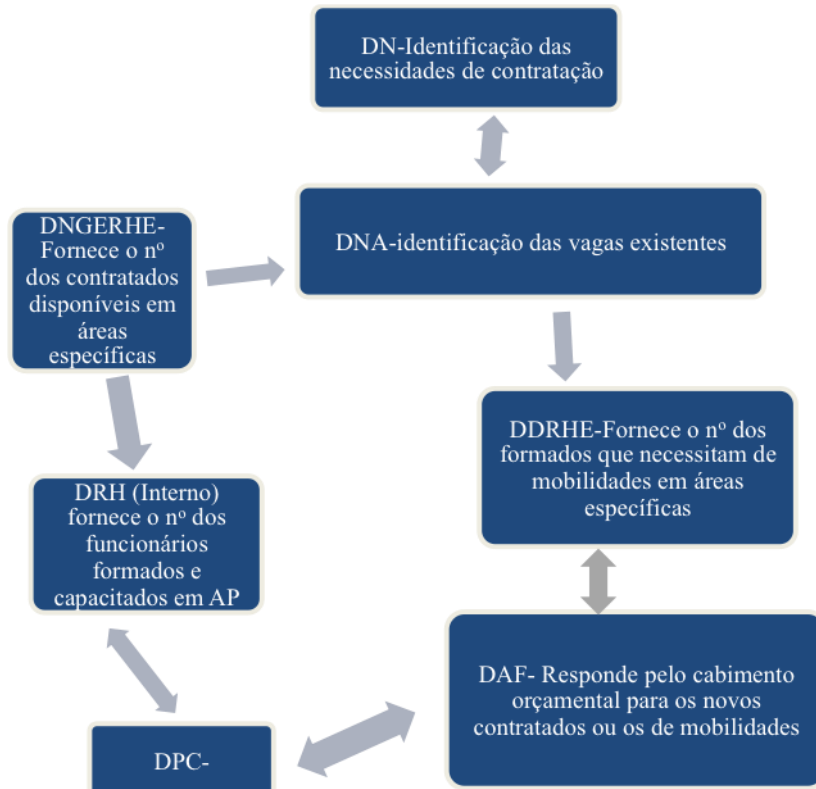 DN-Identificação das
necessidades de contratação
DNA-identificação das vagas existentes
DNGERHE-
Fornece o nº
dos contratados
disponíveis em
áreas
específicas
DDRHE-Fornece o nº dos
formados que necessitam de
mobilidades em áreas
específicas
DRH (Interno)
fornece o nº dos
funcionários
formados e
capacitados em AP
DAF- Responde pelo cabimento
orçamental para os novos
contratados ou os de mobilidades
DPC-